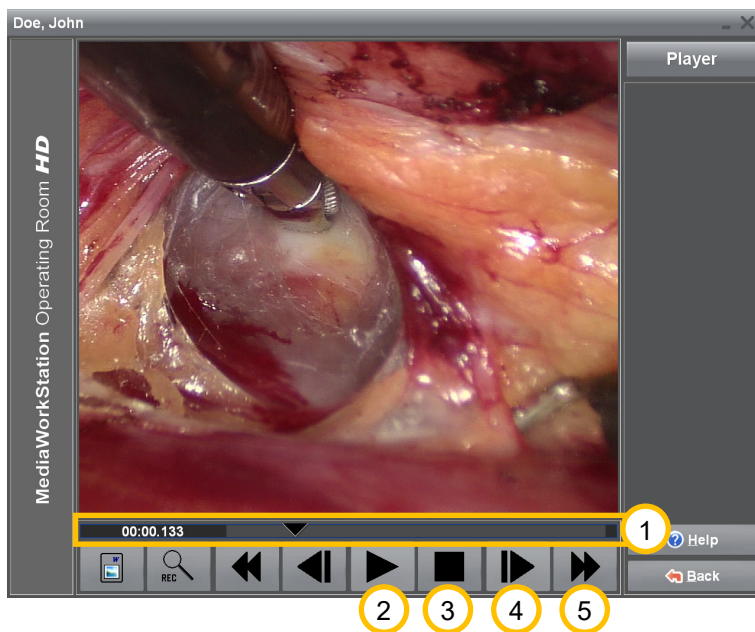 Doe, John
MediaWorkStation Operating Room HD
Player
00:00.133
1
Help
W
REC
Back
2
3
4
5